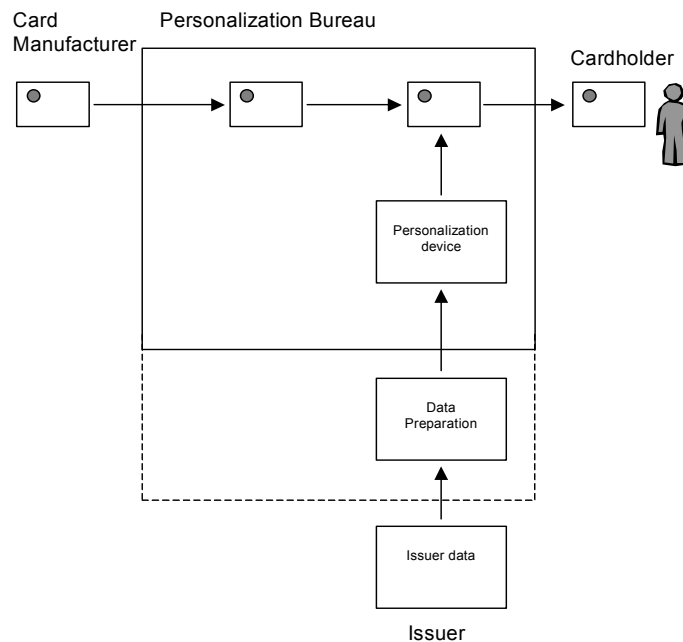 Card
Manufacturer
Personalization Bureau
Cardholder
Personalization
device
Data
Preparation
Issuer data
Issuer